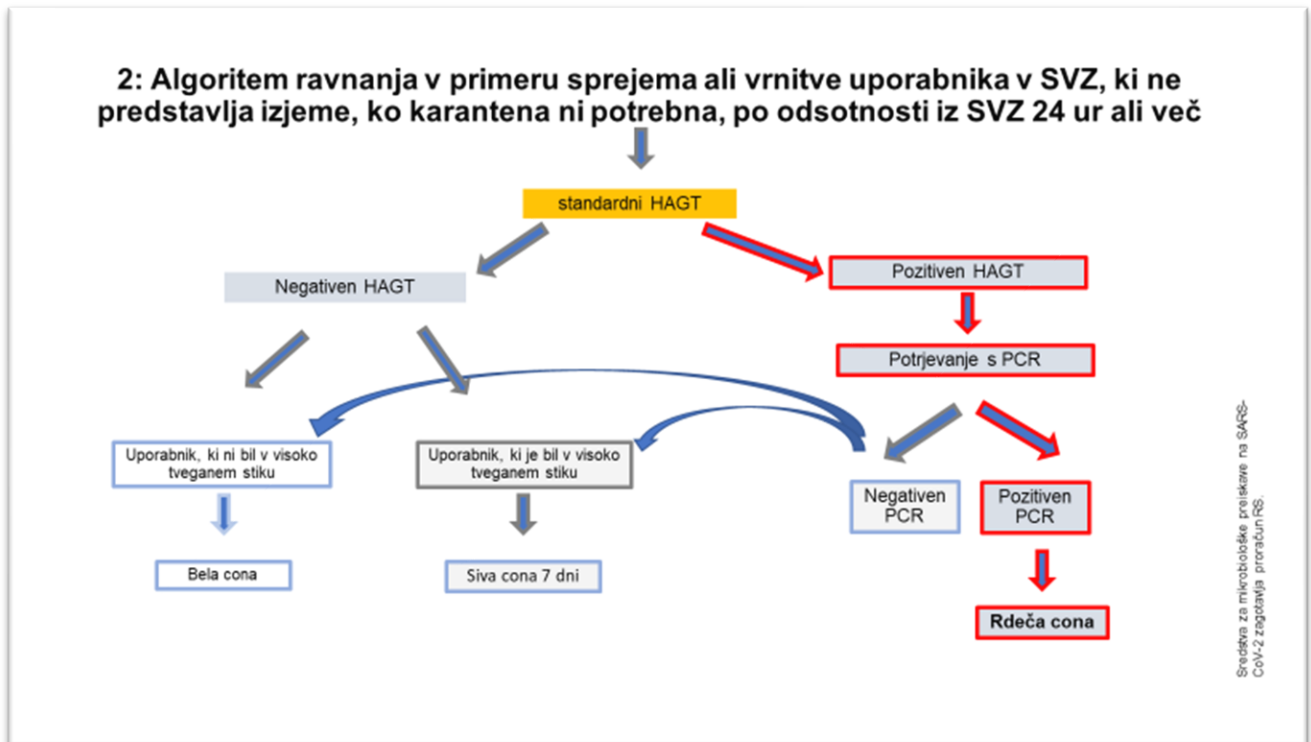 2: Algoritem ravnanja v primeru sprejema ali vrnitve uporabnika v SVZ, ki ne
predstavlja izjeme, ko karantena ni potrebna, po odsotnosti iz SVZ 24 ur ali več
standardni HAGT
Negativen HAGT
Pozitiven HAGT
Potrjevanje s PCR
Uporabnik, ki ni bil v visoko
tveganem stiku
Uporabnik, ki je bil v visoko
tveganem stiku
Negativen
PCR
Pozitiven
PCR
Bela cona
Siva cona 7 dni
Rdeča cona
Sredstva za mikrobiološke preiskave na SARS-
CoV-2 zagotavlja proračun RS.